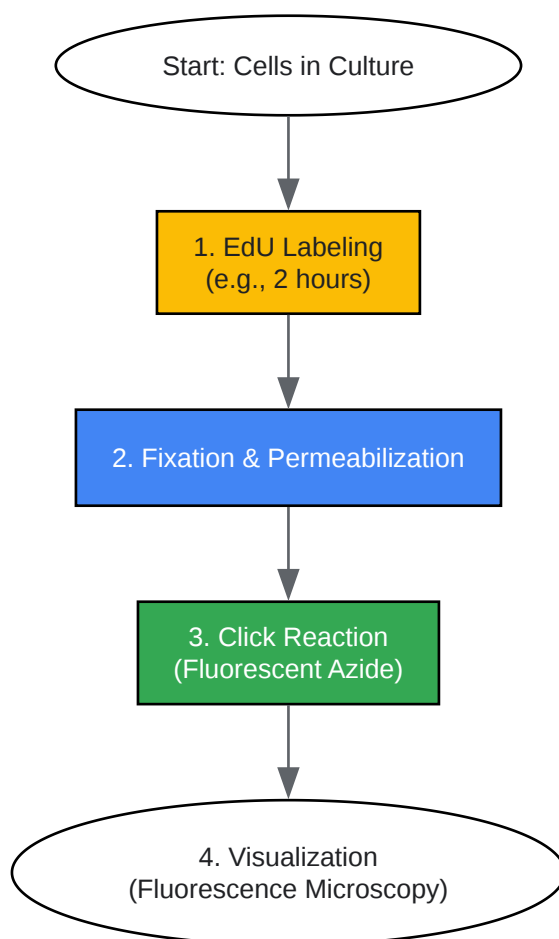 Start: Cells in Culture
1. EdU Labeling
(e.g., 2 hours)
2. Fixation & Permeabilization
3. Click Reaction
(Fluorescent Azide)
4. Visualization
(Fluorescence Microscopy)